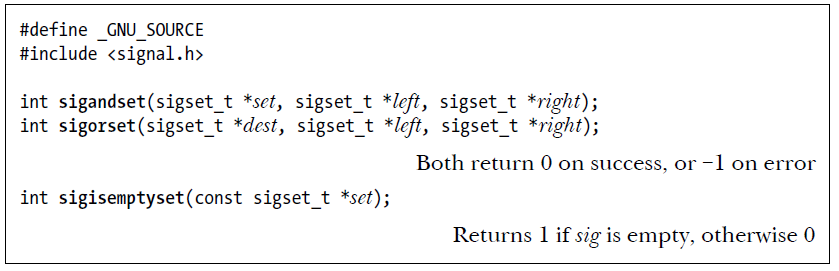 #define _GNU_SOURCE
#include <signal.h>
int sigandset(sigset_t *set, sigset_t *left, sigset_t *right);
int sigorset(sigset_t *dest, sigset_t *left, sigset_t *right);
Both return 0 on success, or −1 on error
int sigisemptyset(const sigset_t *set);
Returns 1 if sig is empty, otherwise 0